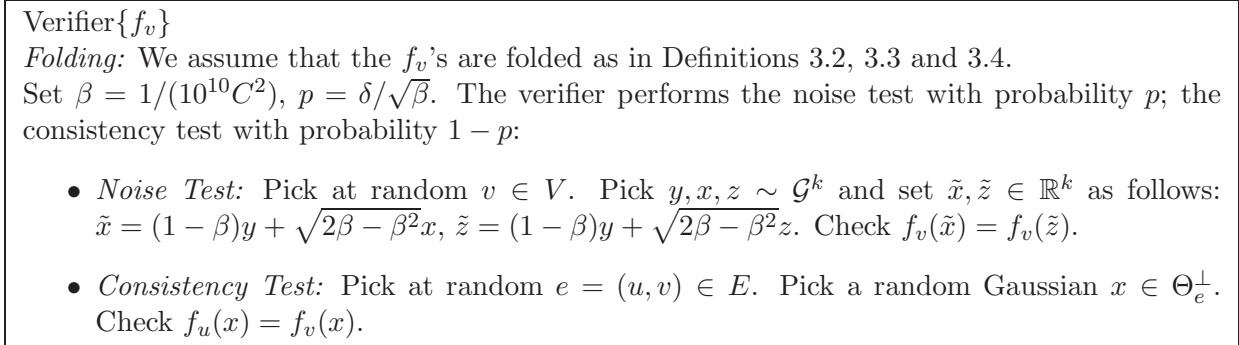 Verifier{f_v}
Folding: We assume that the f_v's are folded as in Definitions 3.2, 3.3 and 3.4.
Set β = 1/(10^{10}C^2), p = δ/√β. The verifier performs the noise test with probability p; the
consistency test with probability 1 − p:
• Noise Test: Pick at random v ∈ V. Pick y, x, z ∼ 𝒢^k and set x̃, z̃ ∈ ℝ^k as follows:
x̃ = (1 − β)y + √(2β − β^2)x, z̃ = (1 − β)y + √(2β − β^2)z. Check f_v(x̃) = f_v(z̃).
• Consistency Test: Pick at random e = (u, v) ∈ E. Pick a random Gaussian x ∈ Θ_e^⊥.
Check f_u(x) = f_v(x).